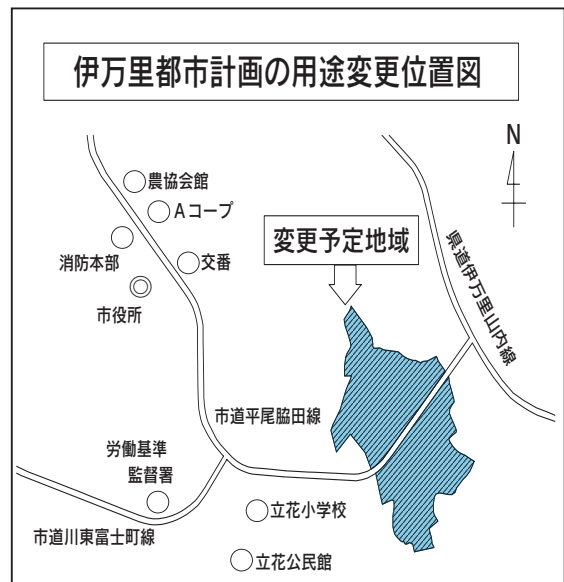 伊万里都市計画の用途変更位置図
N
農協会館
Aコープ
消防本部
交番
市役所
変更予定地域
県道伊万里山内線
市道平尾脇田線
労働基準
監督署
立花小学校
市道川東富士町線
立花公民館